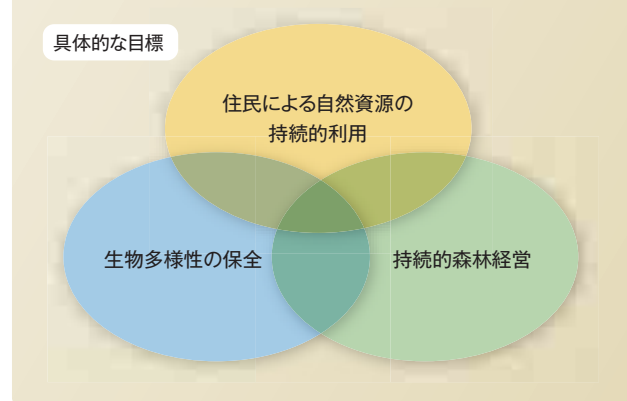 具体的な目標
住民による自然資源の
持続的利用
生物多様性の保全
持続的森林経営